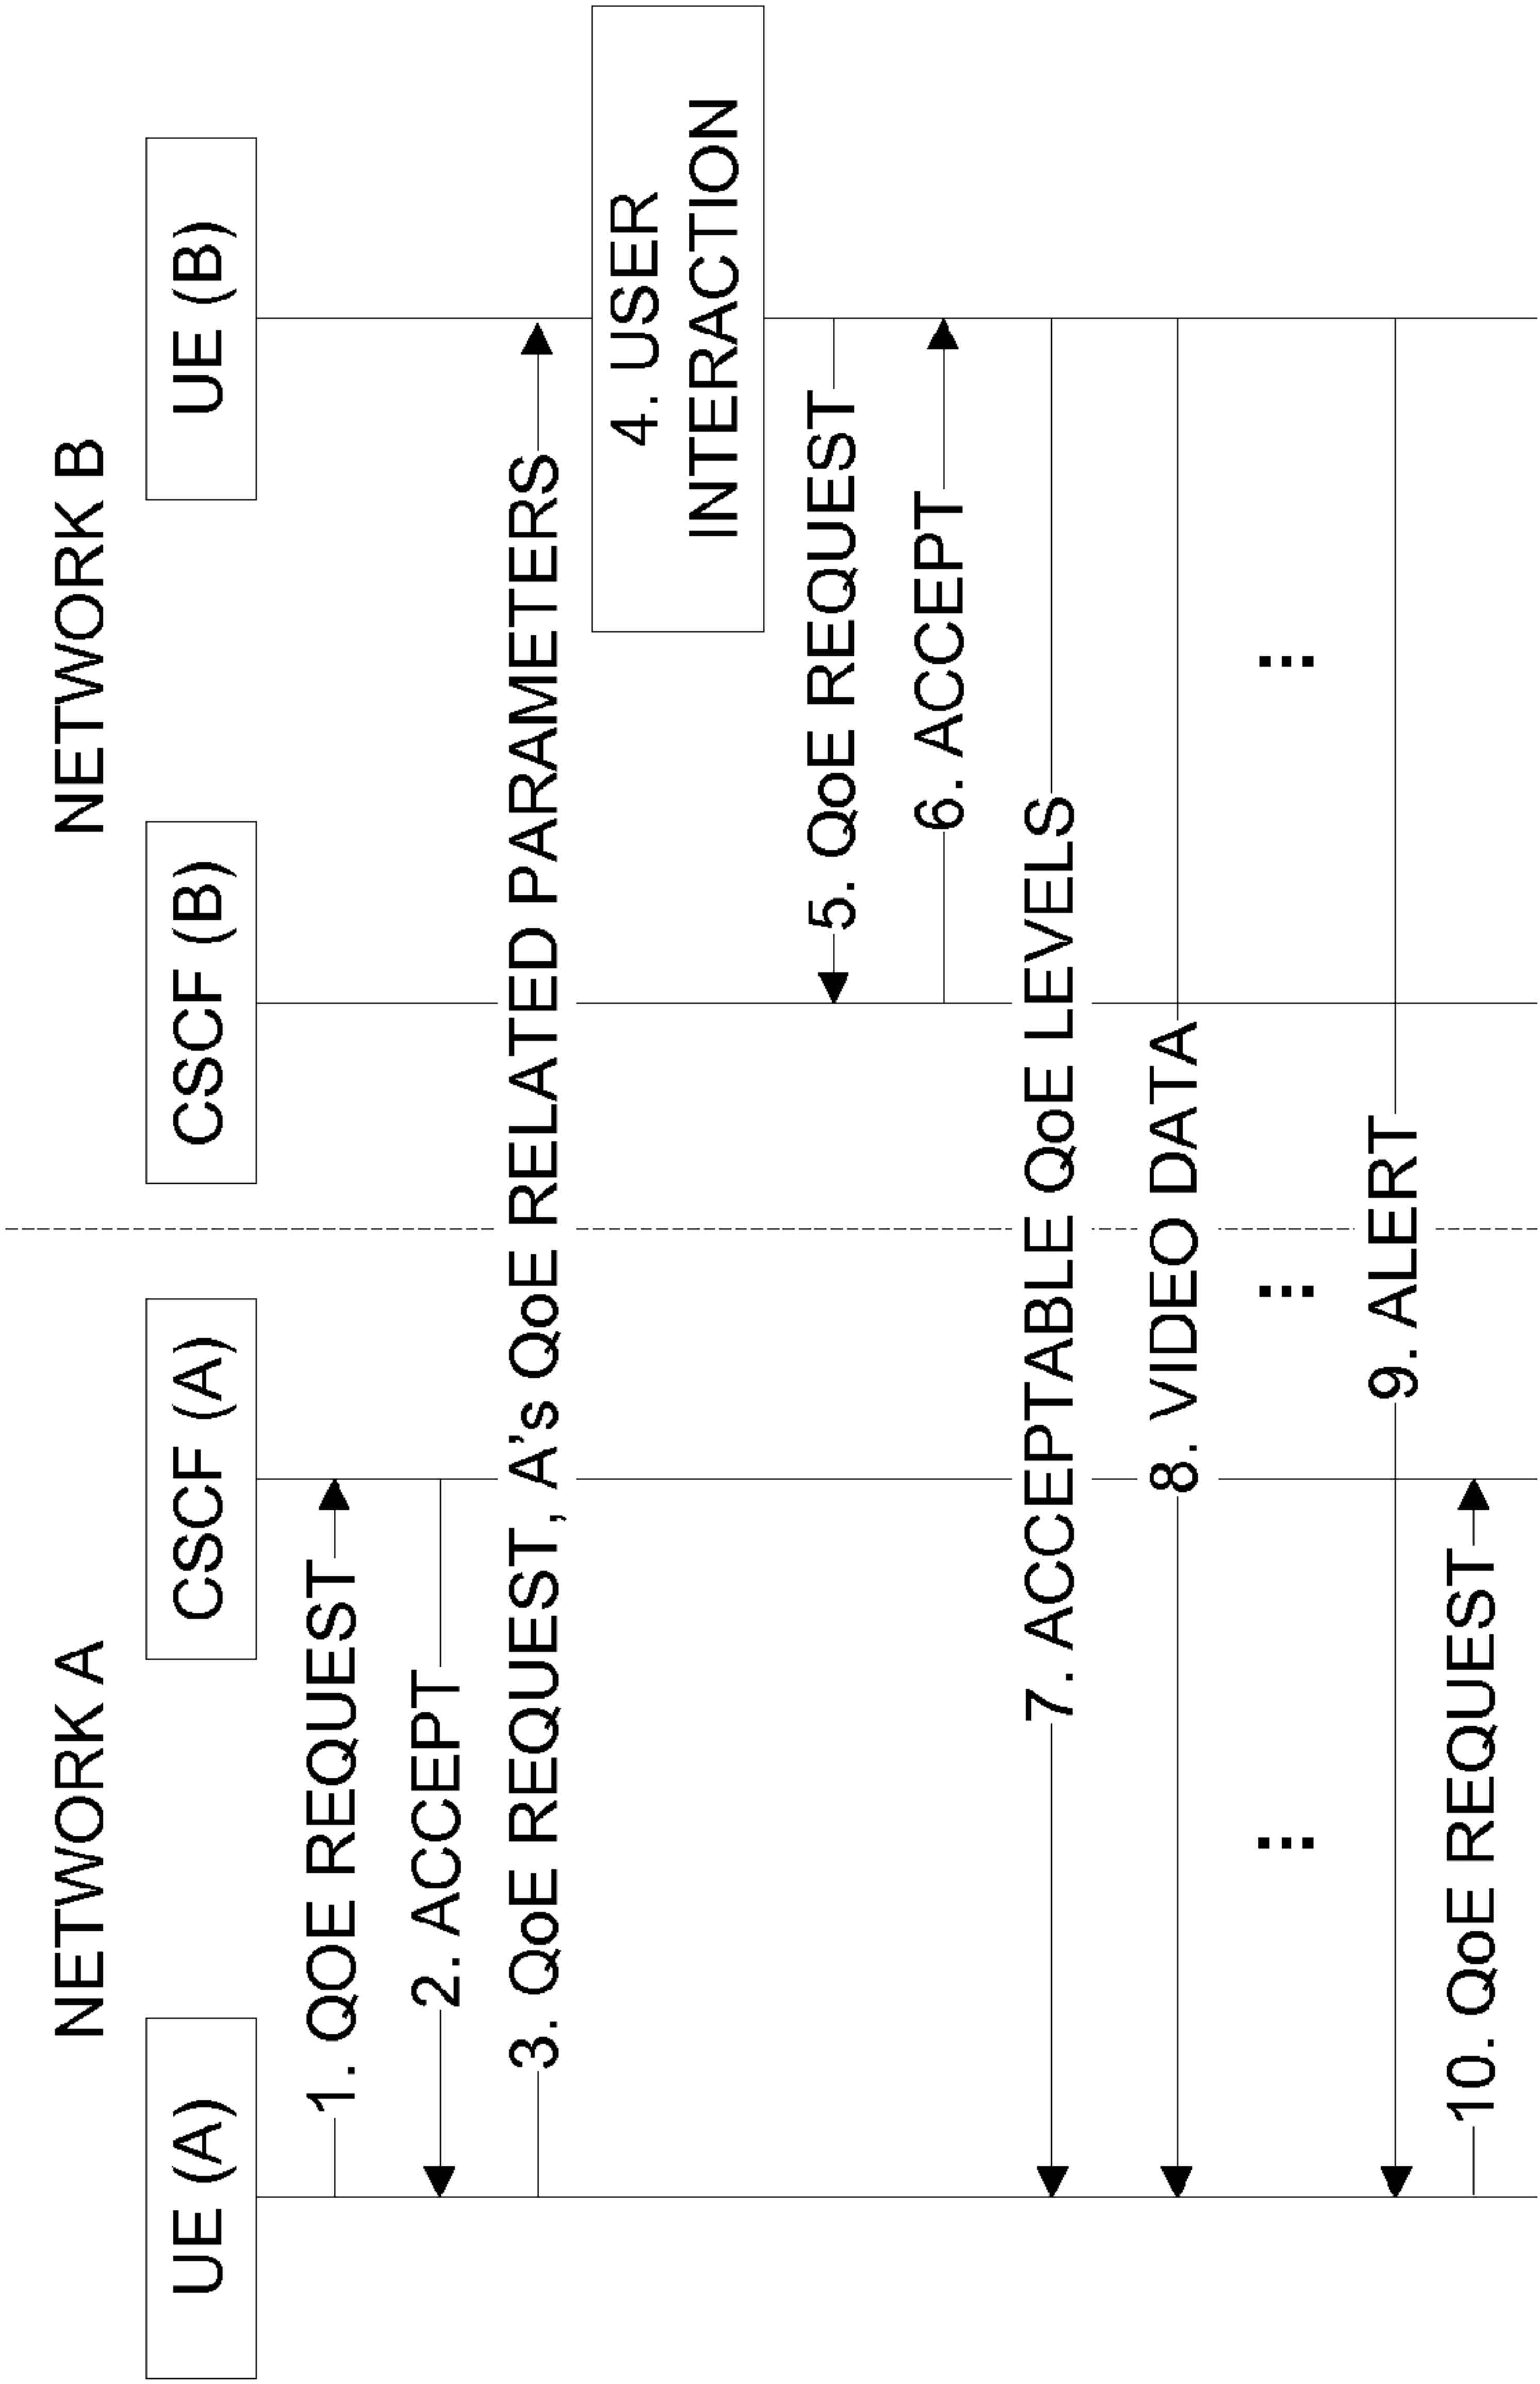 NETWORK A
NETWORK B
UE (A)
CSCF (A)
CSCF (B)
UE (B)
1. QOE REQUEST
2. ACCEPT
3. QoE REQUEST, A's QoE RELATED PARAMETERS
4. USER
INTERACTION
5. QoE REQUEST
6. ACCEPT
7. ACCEPTABLE QoE LEVELS
8. VIDEO DATA
9. ALERT
10. QoE REQUEST